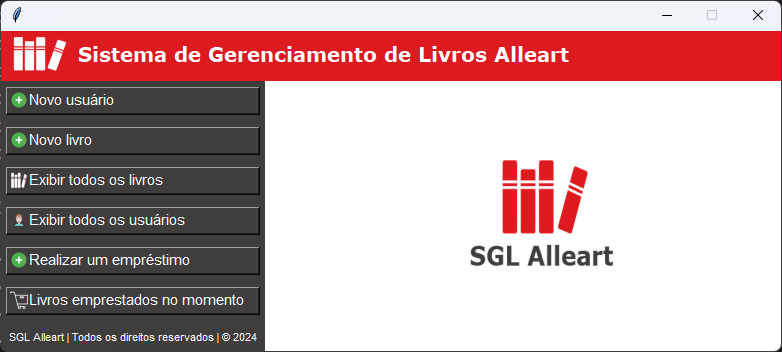 Sistema de Gerenciamento de Livros Alleart
Novo usuário
Novo livro
Exibir todos os livros
Exibir todos os usuários
Realizar um empréstimo
Livros emprestados no momento
SGL Alleart | Todos os direitos reservados | © 2024
SGL Alleart